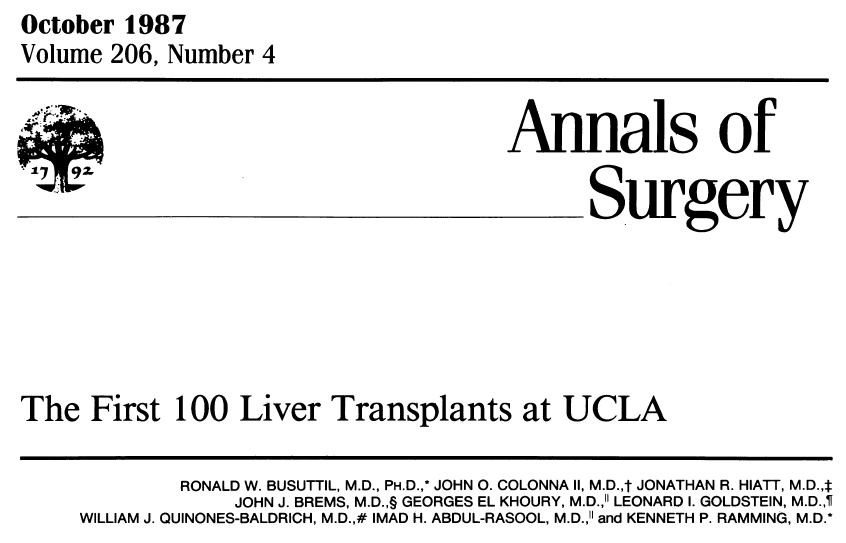 October 1987
Volume 206, Number 4
17 92
Annals of
Surgery
The First 100 Liver Transplants at UCLA
RONALD W. BUSUTTIL, M.D., PH.D.,* JOHN O. COLONNA II, M.D.,† JONATHAN R. HIATT, M.D.,‡
JOHN J. BREMS, M.D.,§ GEORGES EL KHOURY, M.D.,|| LEONARD I. GOLDSTEIN, M.D.,¶
WILLIAM J. QUINONES-BALDRICH, M.D.,# IMAD H. ABDUL-RASOOL, M.D.,|| and KENNETH P. RAMMING, M.D.*